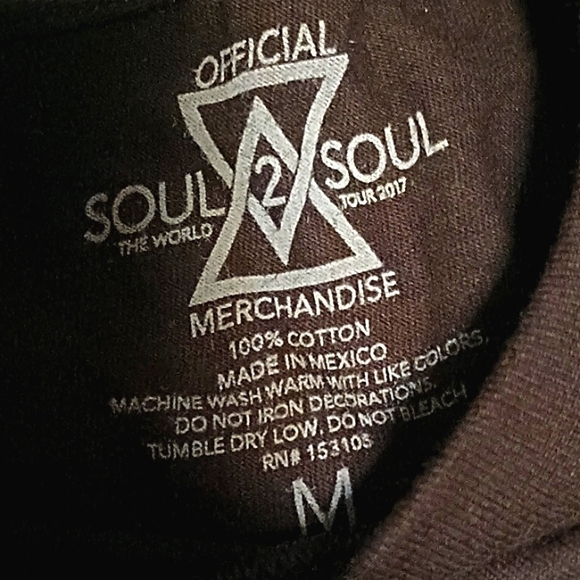 OFFICIAL
SOUL 2 SOUL
THE WORLD TOUR 2017
MERCHANDISE
100% COTTON
MADE IN MEXICO
MACHINE WASH WARM WITH LIKE COLORS,
DO NOT IRON DECORATIONS,
TUMBLE DRY LOW, DO NOT BLEACH
RN# 153105
M